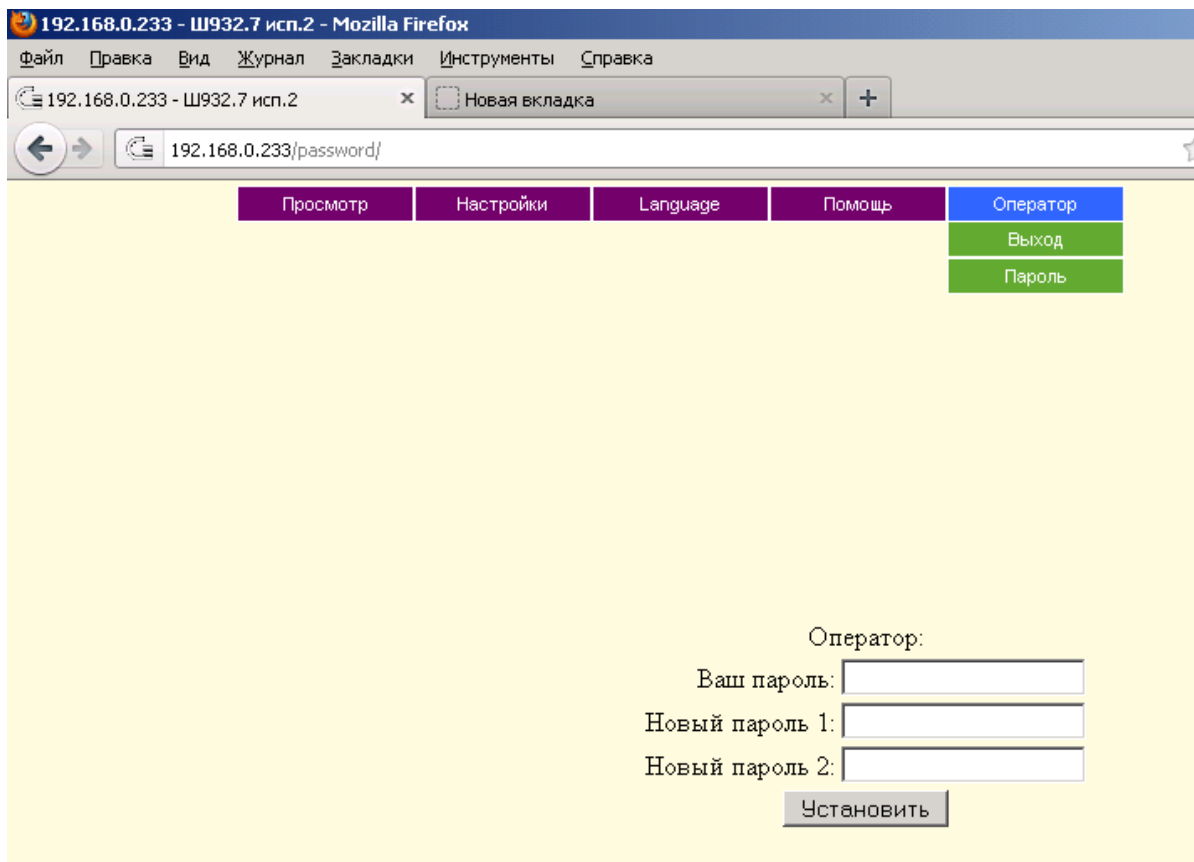 192.168.0.233 - Ш932.7 исп.2 - Mozilla Firefox
Файл Правка Вид Журнал Закладки Инструменты Справка
192.168.0.233 - Ш932.7 исп.2 × Новая вкладка × +
192.168.0.233/password/
Просмотр Настройки Language Помощь Оператор
Выход
Пароль
Оператор:
Ваш пароль:
Новый пароль 1:
Новый пароль 2:
Установить